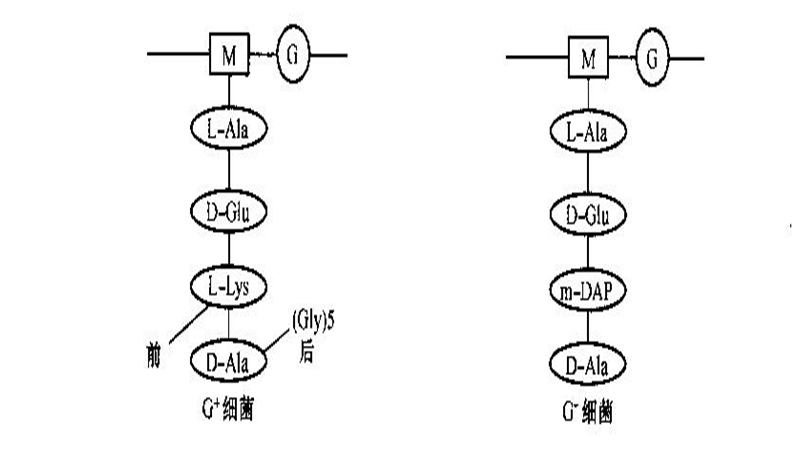 M G
L-Ala
D-Glu
L-Lys
(Gly)5
前
后
D-Ala
G⁺细菌
M G
L-Ala
D-Glu
m-DAP
D-Ala
G⁻细菌